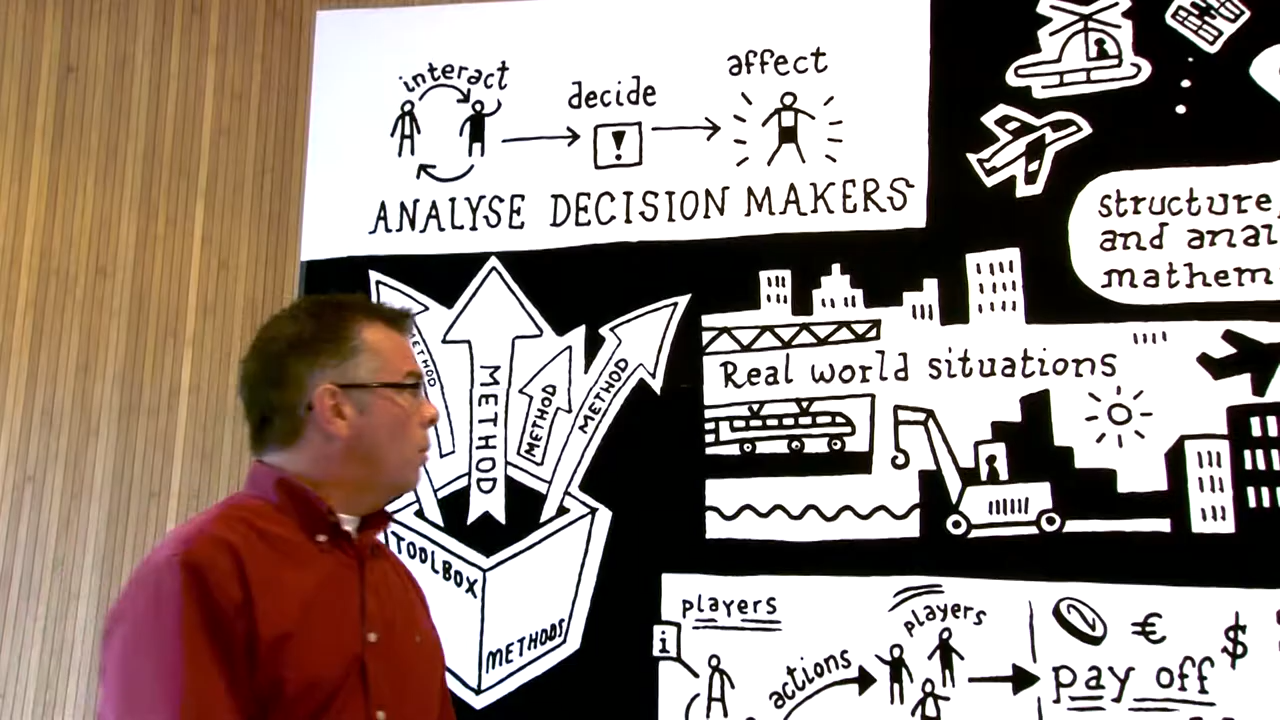 interact
decide
affect
ANALYSE DECISION MAKERS
structure,
and anal
mathem
METHOD
METHOD
METHOD
METHOD
TOOLBOX
METHODS
Real world situations
players
i
actions
players
€
$
pay off